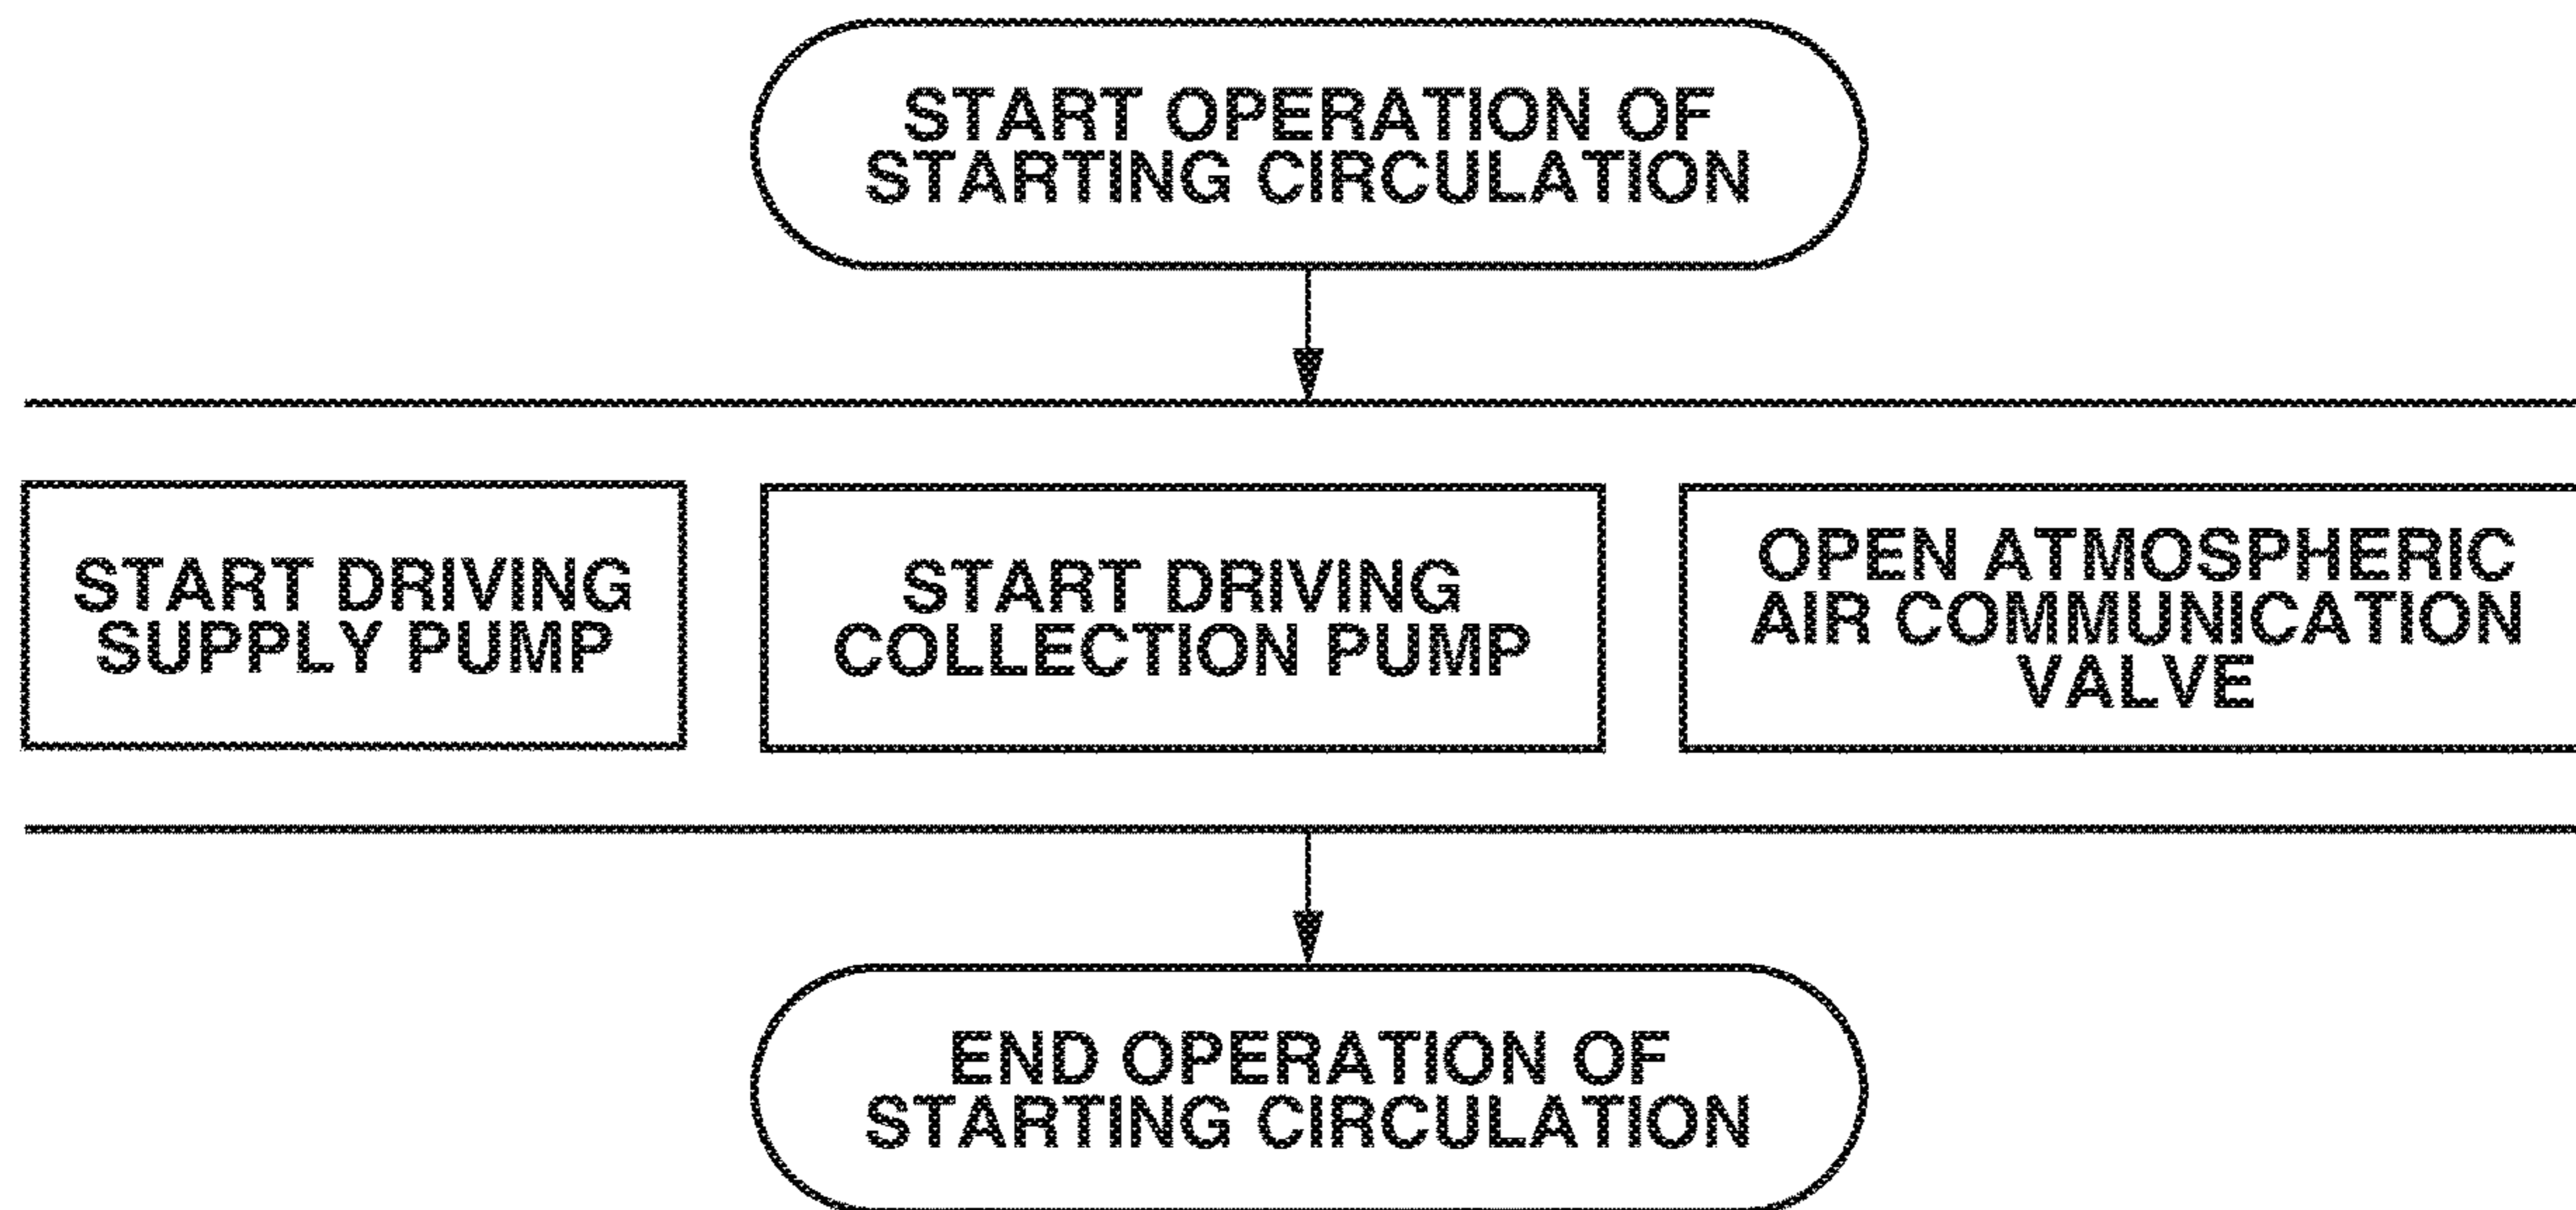 START OPERATION OF
STARTING CIRCULATION
START DRIVING
SUPPLY PUMP
START DRIVING
COLLECTION PUMP
OPEN ATMOSPHERIC
AIR COMMUNICATION
VALVE
END OPERATION OF
STARTING CIRCULATION